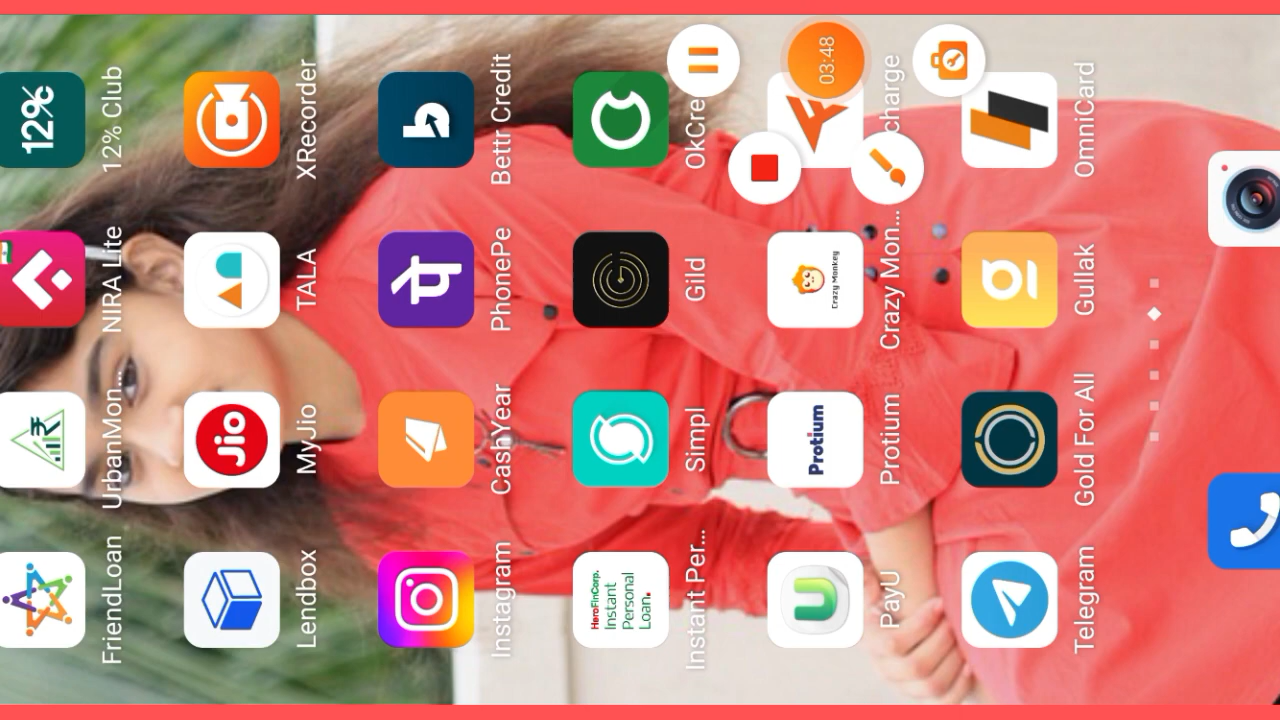 12%
FriendLoan UrbanMon... NIRA Lite 12% Club
Jio
Lendbox MyJio TALA XRecorder
Instagram CashYear PhonePe Bettr Credit
HeroFinCorp.
Instant
Personal
Loan.
Instant Per... Simpl Gild OkCre
03:48
Protium
Crazy Monkey
PayU Protium Crazy Mon... charge
Telegram Gold For All Gullak OmniCard